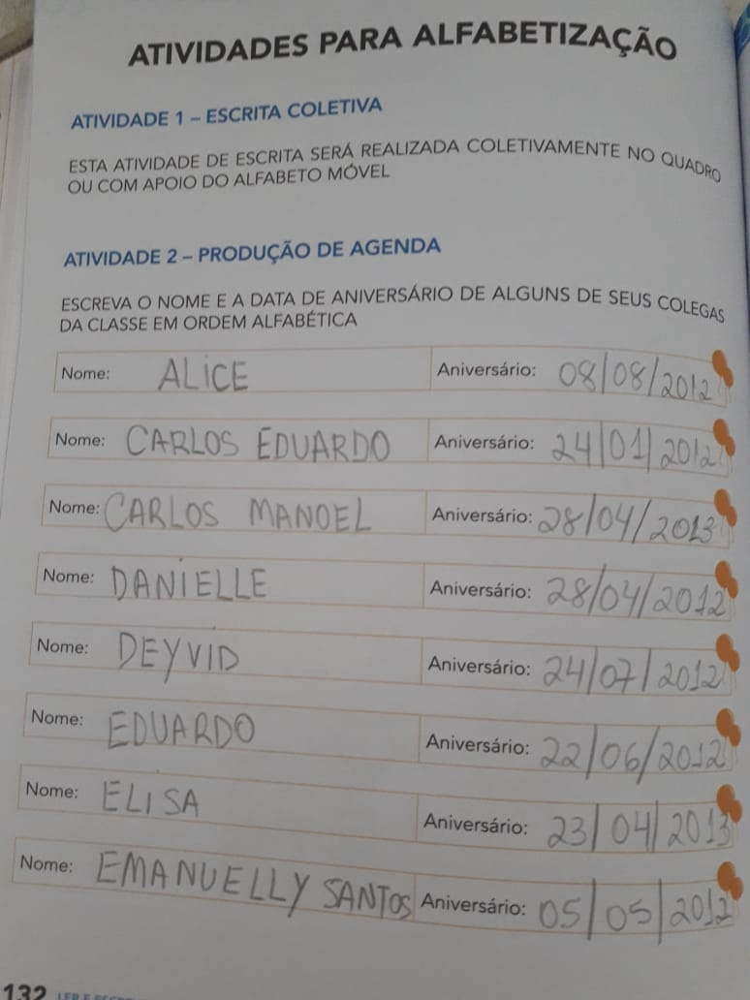 ATIVIDADES PARA ALFABETIZAÇÃO
ATIVIDADE 1 – ESCRITA COLETIVA
ESTA ATIVIDADE DE ESCRITA SERÁ REALIZADA COLETIVAMENTE NO QUADRO
OU COM APOIO DO ALFABETO MÓVEL
ATIVIDADE 2 – PRODUÇÃO DE AGENDA
ESCREVA O NOME E A DATA DE ANIVERSÁRIO DE ALGUNS DE SEUS COLEGAS
DA CLASSE EM ORDEM ALFABÉTICA
Nome: ALICE Aniversário: 08/08/2012
Nome: CARLOS EDUARDO Aniversário: 24/01/2012
Nome: CARLOS MANOEL Aniversário: 28/04/2013
Nome: DANIELLE Aniversário: 28/04/2012
Nome: DEYVID Aniversário: 24/07/2012
Nome: EDUARDO Aniversário: 22/06/2012
Nome: ELISA Aniversário: 23/04/2013
Nome: EMANUELLY SANTOS Aniversário: 05/05/2012
132 LER E